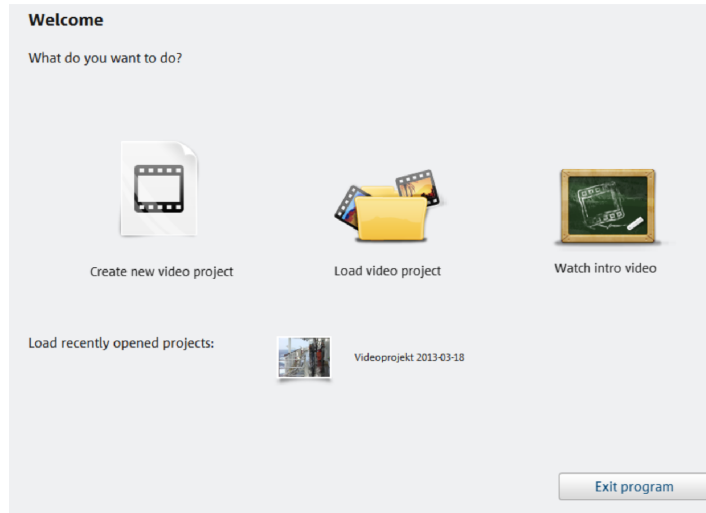 Welcome
What do you want to do?
Create new video project
Load video project
Watch intro video
Load recently opened projects:
Videoprojekt 2013-03-18
Exit program